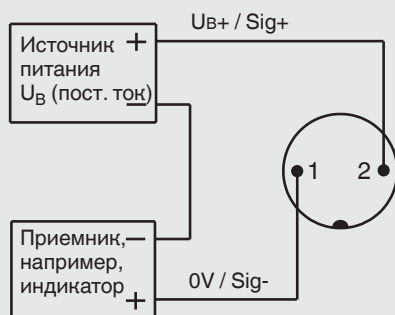 UB+ / Sig+
Источник +
питания
UB (пост. ток) –
1 2
Приемник, –
например,
индикатор +
0V / Sig-